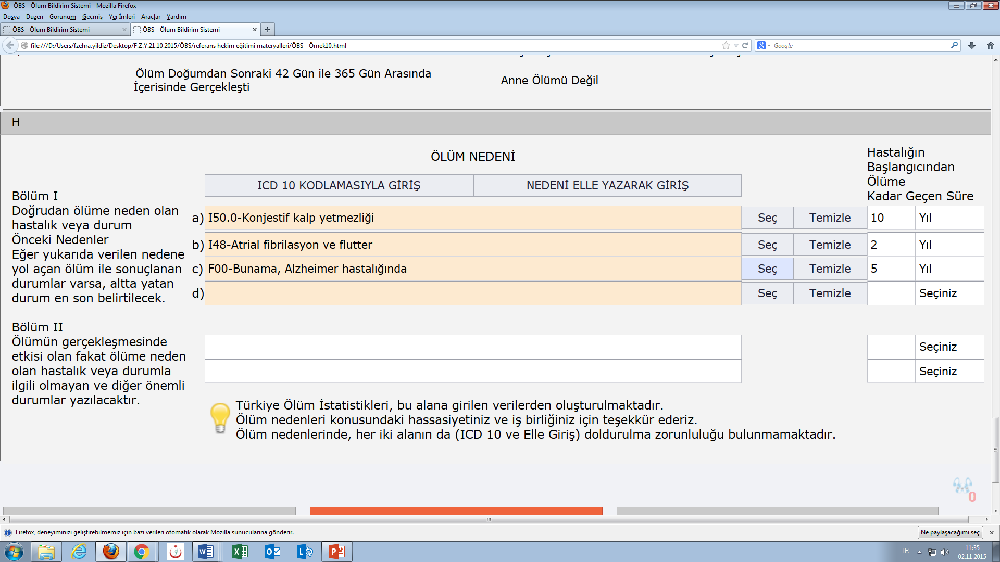 ÖBS - Ölüm Bildirim Sistemi - Mozilla Firefox
Dosya Düzen Görünüm Geçmiş Yer İmleri Araçlar Yardım
ÖBS - Ölüm Bildirim Sistemi
ÖBS - Ölüm Bildirim Sistemi
file:///D:/Users/fzehra.yildiz/Desktop/F.Z.Y.21.10.2015/ÖBS/referans hekim eğitimi materyalleri/ÖBS - Örnek10.html
Google
Ölüm Doğumdan Sonraki 42 Gün ile 365 Gün Arasında
İçerisinde Gerçekleşti
Anne Ölümü Değil
H
ÖLÜM NEDENİ
Hastalığın
Başlangıcından
Ölüme
Kadar Geçen Süre
ICD 10 KODLAMASIYLA GİRİŞ
NEDENİ ELLE YAZARAK GİRİŞ
Bölüm I
Doğrudan ölüme neden olan
hastalık veya durum
Önceki Nedenler
Eğer yukarıda verilen nedene
yol açan ölüm ile sonuçlanan
durumlar varsa, altta yatan
durum en son belirtilecek.
a) I50.0-Konjestif kalp yetmezliği Seç Temizle 10 Yıl
b) I48-Atrial fibrilasyon ve flutter Seç Temizle 2 Yıl
c) F00-Bunama, Alzheimer hastalığında Seç Temizle 5 Yıl
d) Seç Temizle Seçiniz
Bölüm II
Ölümün gerçekleşmesinde
etkisi olan fakat ölüme neden
olan hastalık veya durumla
ilgili olmayan ve diğer önemli
durumlar yazılacaktır.
Seçiniz
Seçiniz
Türkiye Ölüm İstatistikleri, bu alana girilen verilerden oluşturulmaktadır.
Ölüm nedenleri konusundaki hassasiyetiniz ve iş birliğiniz için teşekkür ederiz.
Ölüm nedenlerinde, her iki alanın da (ICD 10 ve Elle Giriş) doldurulma zorunluluğu bulunmamaktadır.
0
Firefox, deneyiminizi geliştirebilmemiz için bazı verileri otomatik olarak Mozilla sunucularına gönderir.
Ne paylaşacağımı seç
TR
11:35
02.11.2015